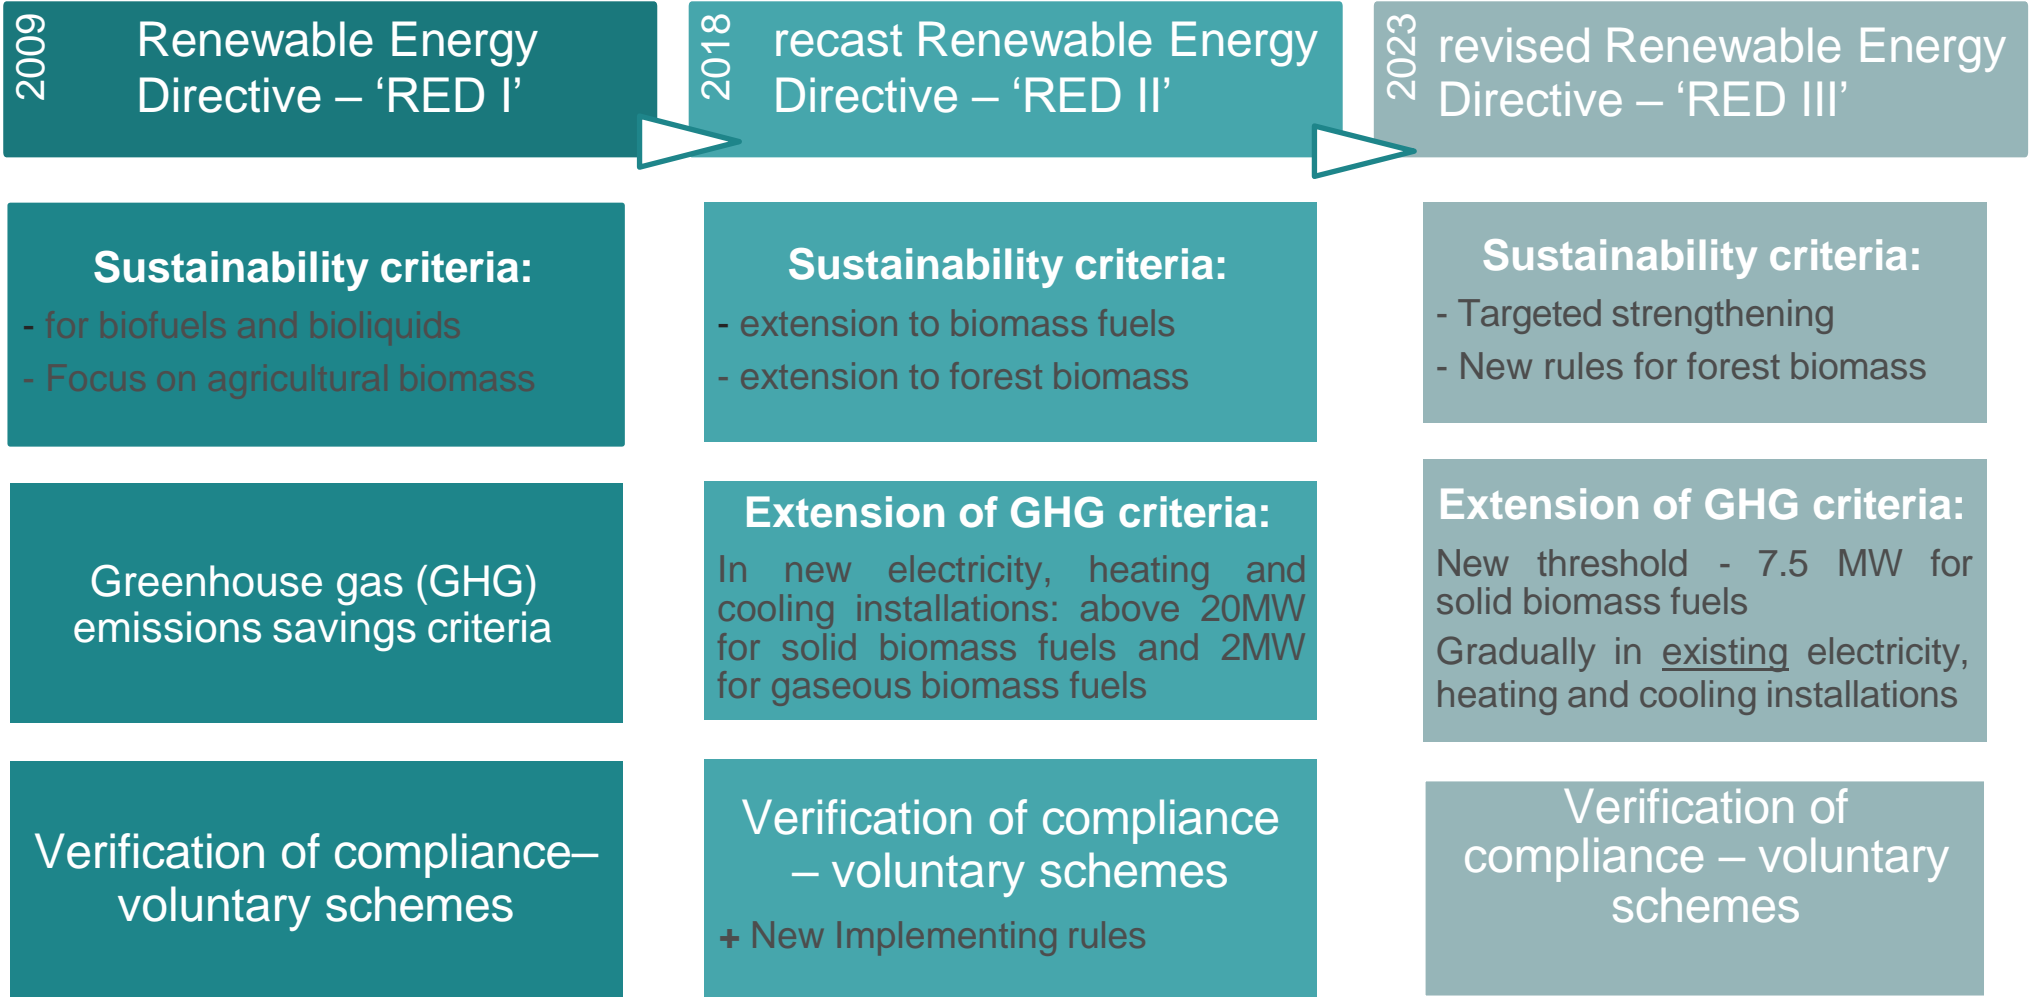 2009
Renewable Energy
Directive – ‘RED I’
2018
recast Renewable Energy
Directive – ‘RED II’
2023
revised Renewable Energy
Directive – ‘RED III’
Sustainability criteria:
- for biofuels and bioliquids
- Focus on agricultural biomass
Sustainability criteria:
- extension to biomass fuels
- extension to forest biomass
Sustainability criteria:
- Targeted strengthening
- New rules for forest biomass
Greenhouse gas (GHG)
emissions savings criteria
Extension of GHG criteria:
In new electricity, heating and
cooling installations: above 20MW
for solid biomass fuels and 2MW
for gaseous biomass fuels
Extension of GHG criteria:
New threshold - 7.5 MW for
solid biomass fuels
Gradually in existing electricity,
heating and cooling installations
Verification of compliance–
voluntary schemes
Verification of compliance
– voluntary schemes
+ New Implementing rules
Verification of
compliance – voluntary
schemes